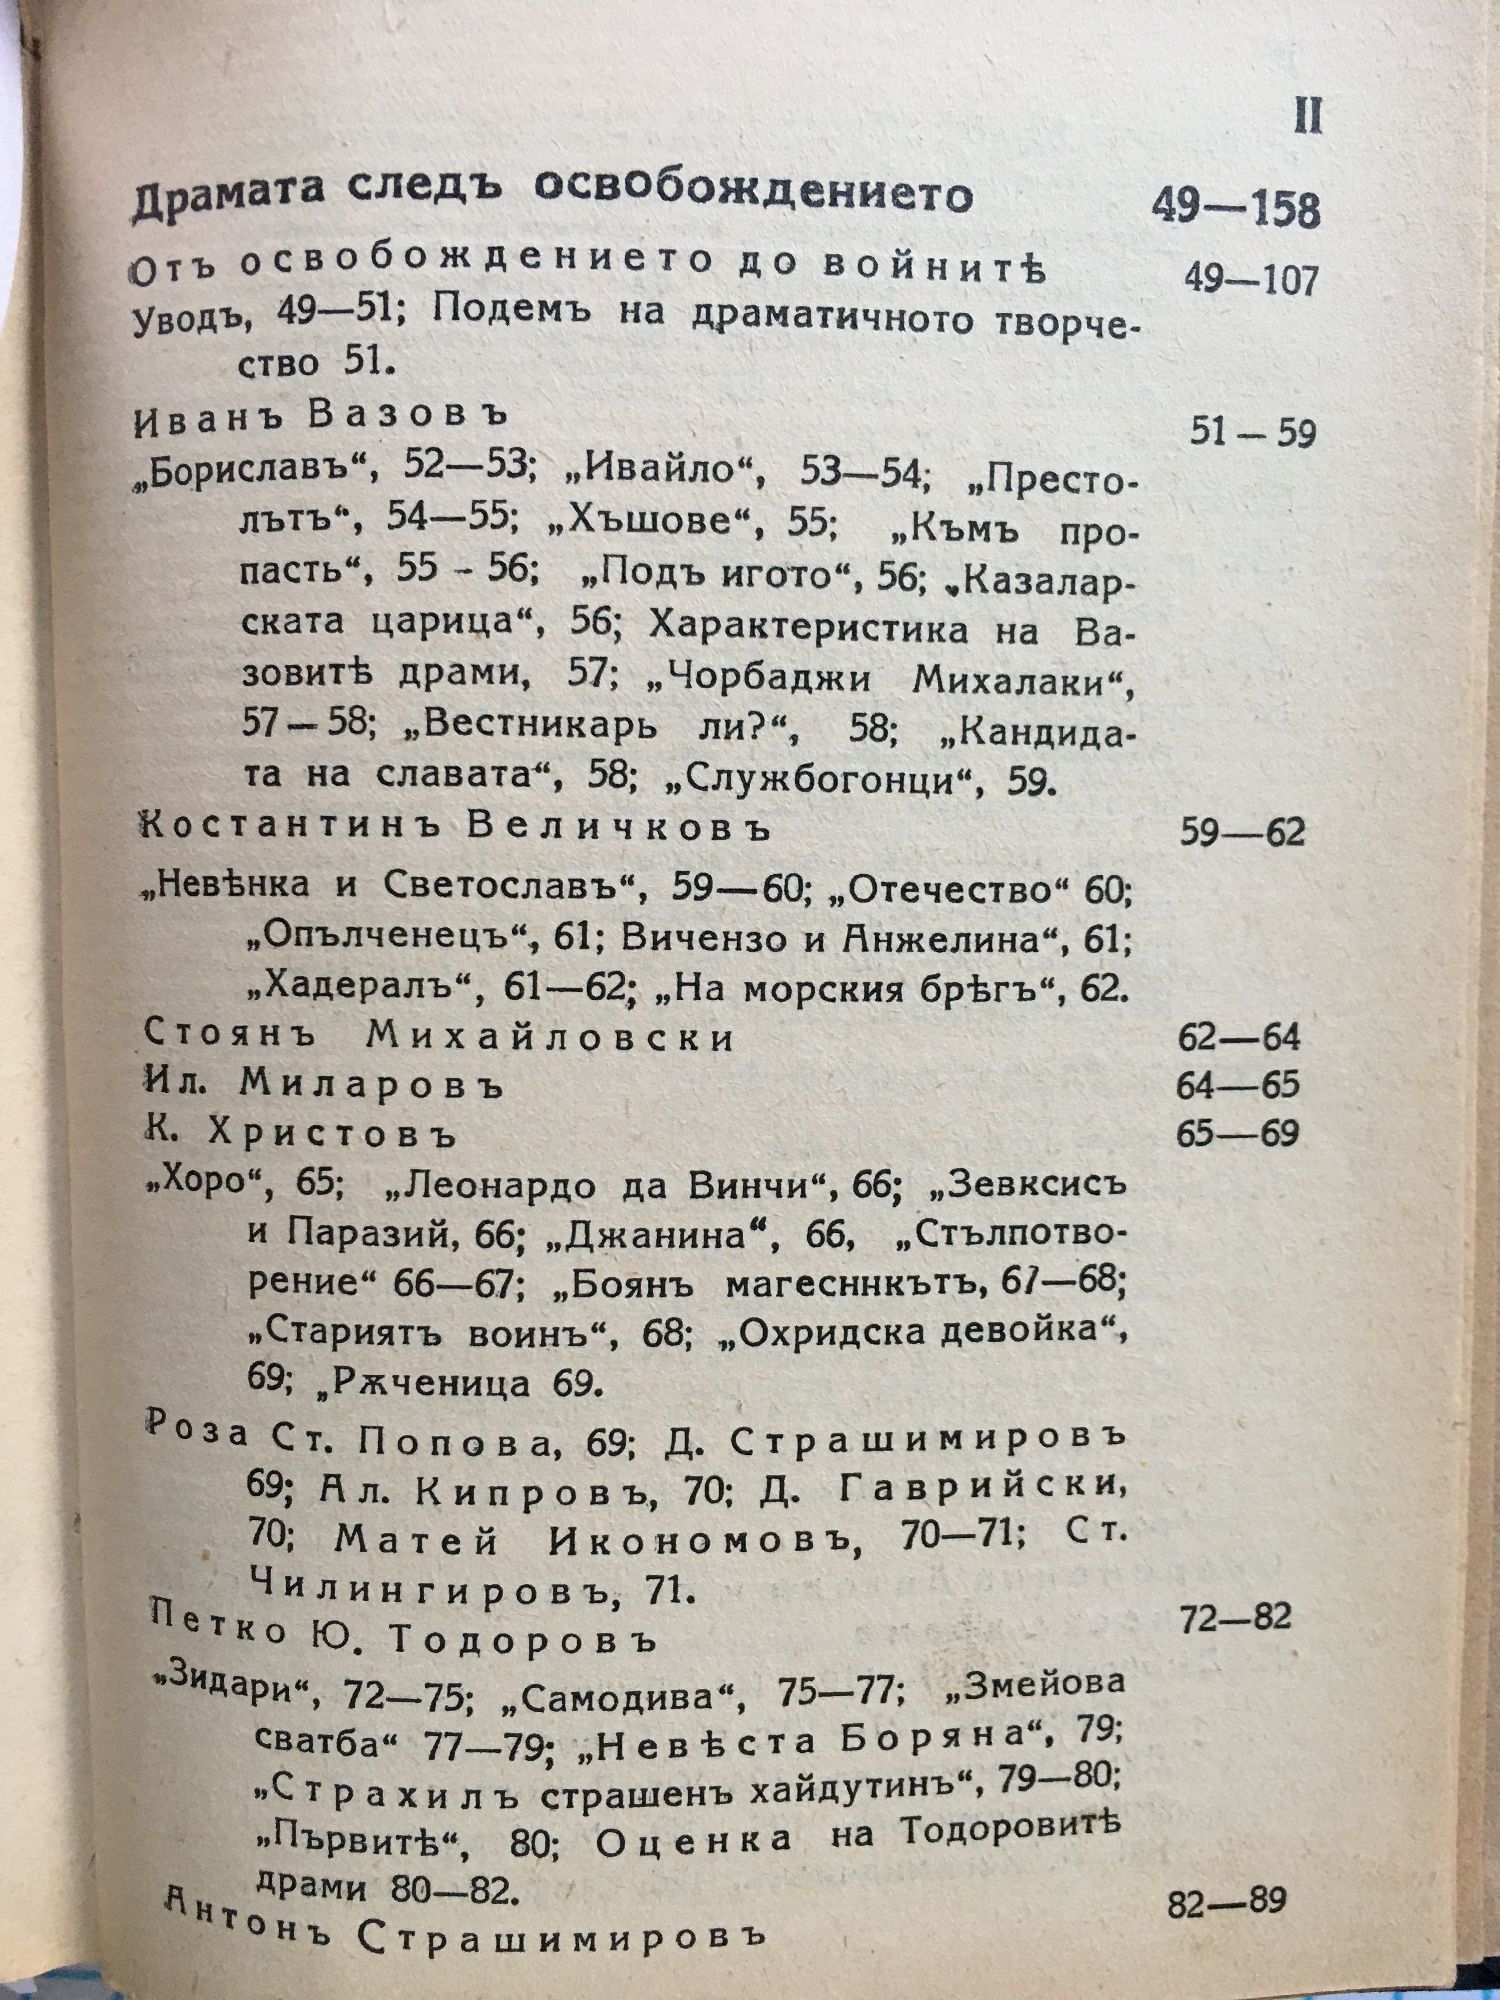 II
Драмата следъ освобождението 49—158
Отъ освобождението до войнитѣ 49—107
Уводъ, 49—51; Подемъ на драматичното творче-
ство 51.
Иванъ Вазовъ 51 – 59
„Бориславъ“, 52—53; „Ивайло“, 53—54; „Престо-
лътъ“, 54—55; „Хъшове“, 55; „Къмъ про-
пасть“, 55 - 56; „Подъ игото“, 56; „Казалар-
ската царица“, 56; Характеристика на Ва-
зовитѣ драми, 57; „Чорбаджи Михалаки“,
57—58; „Вестникарь ли?“, 58; „Кандида-
та на славата“, 58; „Службогонци“, 59.
Костантинъ Величковъ 59—62
„Невѣнка и Светославъ“, 59—60; „Отечество“ 60;
„Опълченецъ“, 61; Вичензо и Анжелина“, 61;
„Хадералъ“, 61—62; „На морския брѣгъ“, 62.
Стоянъ Михайловски 62—64
Ил. Миларовъ 64—65
К. Христовъ 65—69
„Хоро“, 65; „Леонардо да Винчи“, 66; „Зевксисъ
и Паразий, 66; „Джанина“, 66, „Стълпотво-
рение“ 66—67; „Боянъ магесннкътъ, 67—68;
„Стариятъ воинъ“, 68; „Охридска девойка“,
69; „Рѫченица 69.
Роза Ст. Попова, 69; Д. Страшимировъ
69; Ал. Кипровъ, 70; Д. Гаврийски,
70; Матей Икономовъ, 70—71; Ст.
Чилингировъ, 71.
Петко Ю. Тодоровъ 72—82
„Зидари“, 72—75; „Самодива“, 75—77; „Змейова
сватба“ 77—79; „Невѣста Боряна“, 79;
„Страхилъ страшенъ хайдутинъ“, 79—80;
„Първитѣ“, 80; Оценка на Тодоровитѣ
драми 80—82.
Антонъ Страшимировъ 82—89